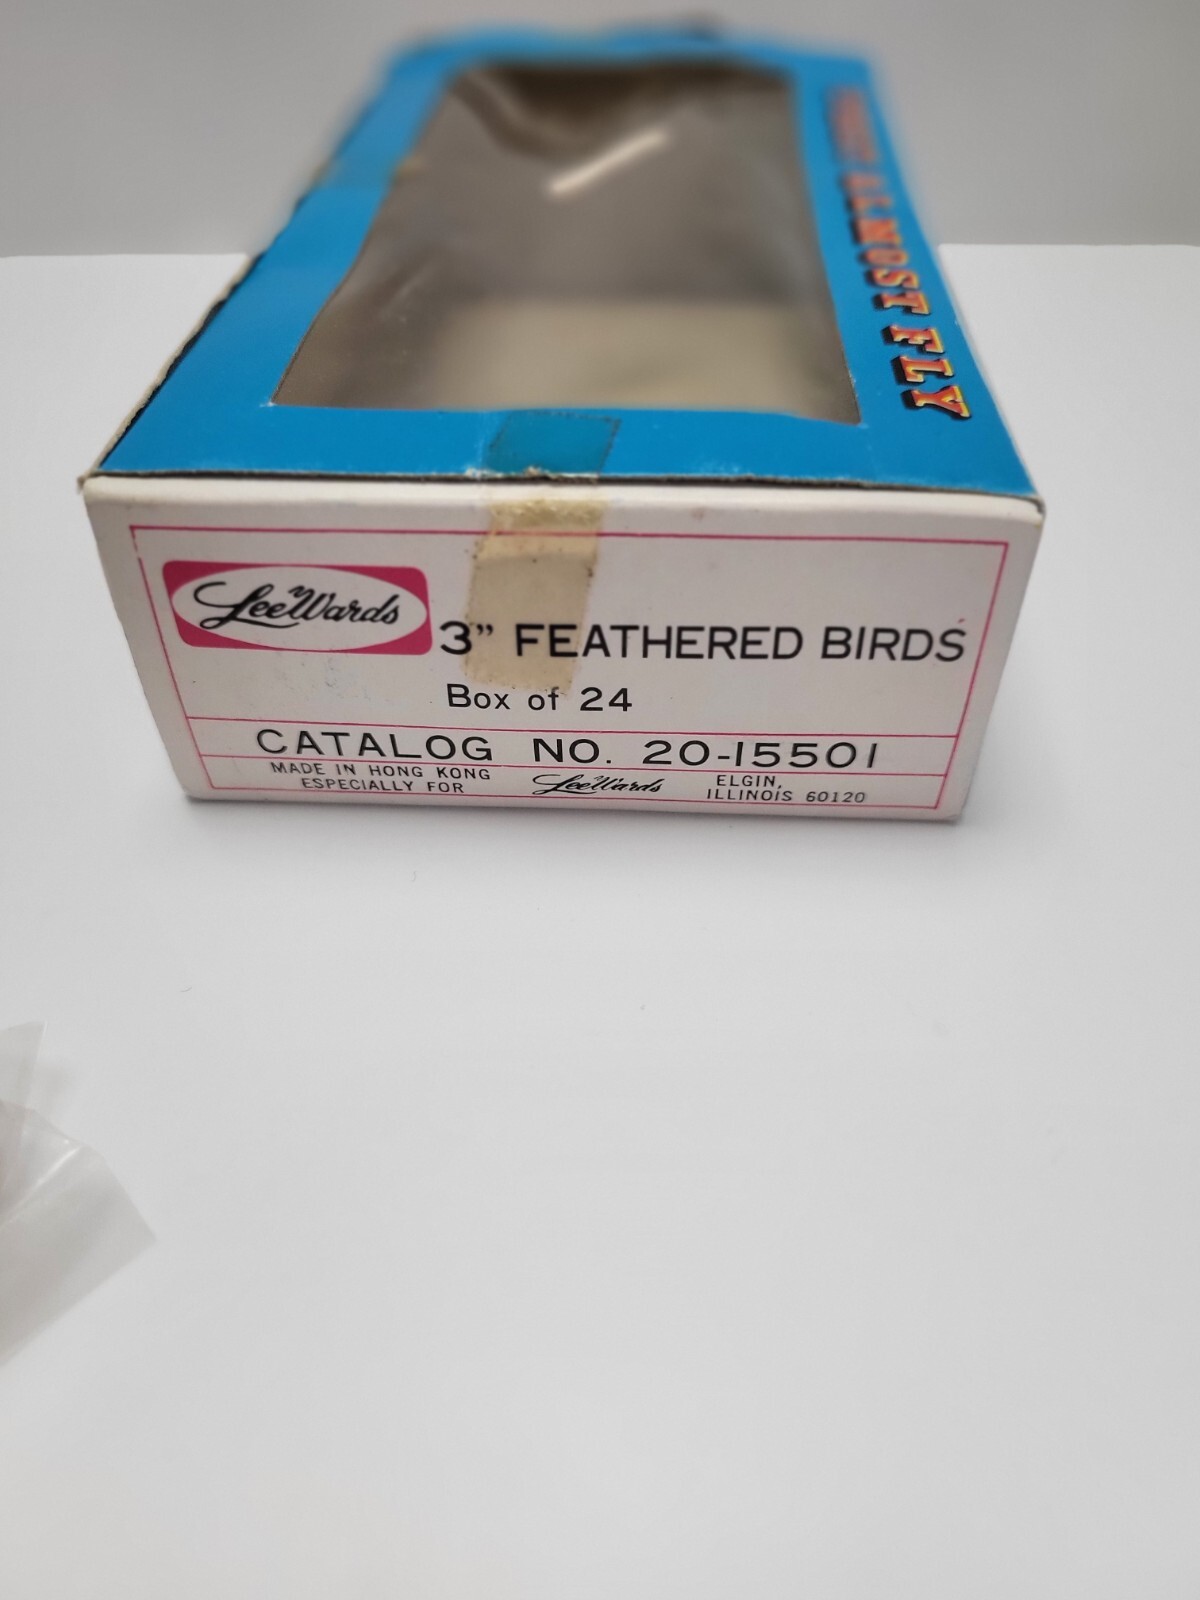 ALMOST FLY
LeeWards
3" FEATHERED BIRDS
Box of 24
CATALOG NO. 20-15501
MADE IN HONG KONG
ESPECIALLY FOR
LeeWards
ELGIN,
ILLINOIS 60120